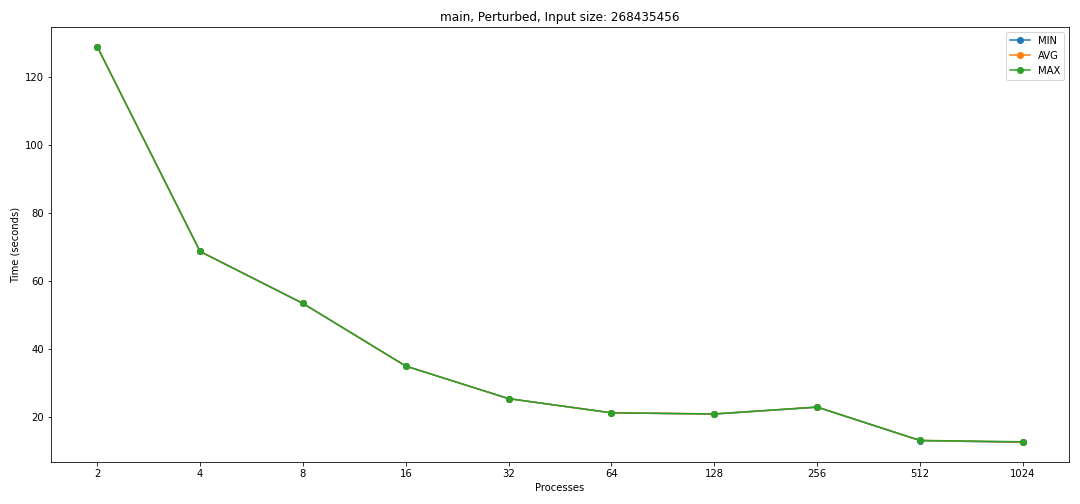 main, Perturbed, Input size: 268435456
MIN
AVG
MAX
Time (seconds)
120
100
80
60
40
20
2 4 8 16 32 64 128 256 512 1024
Processes